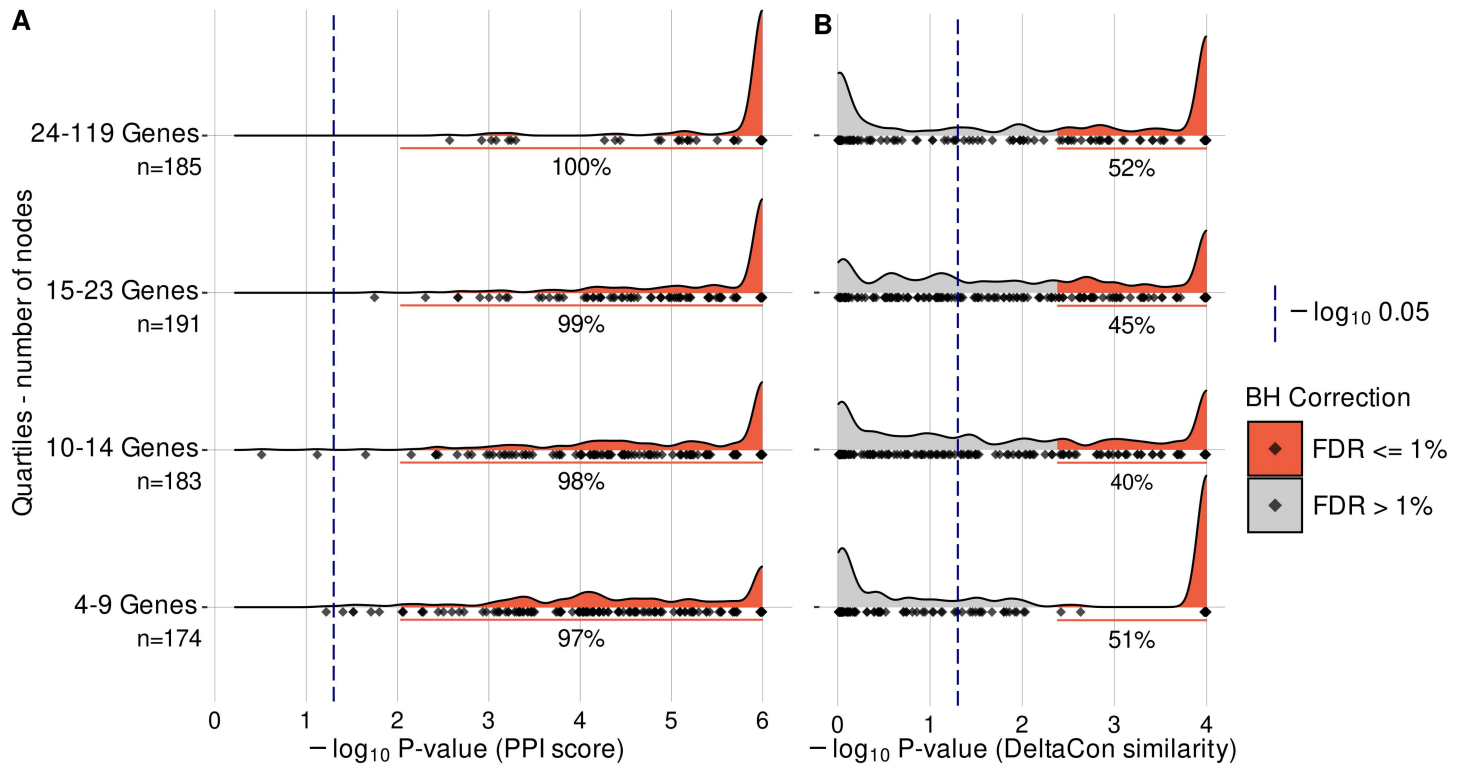 A
B
Quartiles - number of nodes
24-119 Genes
n=185
100%
52%
15-23 Genes
n=191
99%
45%
10-14 Genes
n=183
98%
40%
4-9 Genes
n=174
97%
51%
0 1 2 3 4 5 6
−log₁₀ P-value (PPI score)
0 1 2 3 4
−log₁₀ P-value (DeltaCon similarity)
−log₁₀ 0.05
BH Correction
FDR <= 1%
FDR > 1%